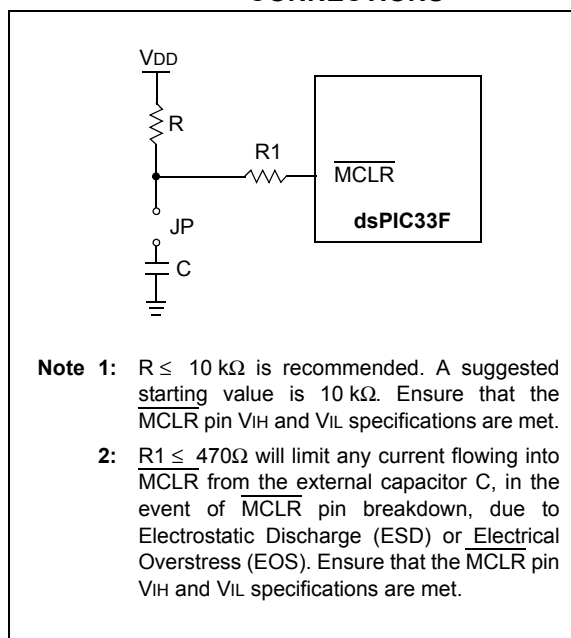 VDD
R
R1
MCLR
dsPIC33F
JP
C
Note 1: R ≤ 10 kΩ is recommended. A suggested
starting value is 10 kΩ. Ensure that the
MCLR pin VIH and VIL specifications are met.
2: R1 ≤ 470Ω will limit any current flowing into
MCLR from the external capacitor C, in the
event of MCLR pin breakdown, due to
Electrostatic Discharge (ESD) or Electrical
Overstress (EOS). Ensure that the MCLR pin
VIH and VIL specifications are met.